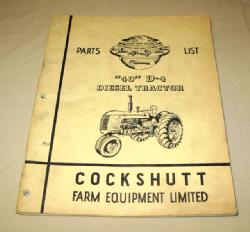 PARTS LIST
"40" D-4
DIESEL TRACTOR
COCKSHUTT
FARM EQUIPMENT LIMITED